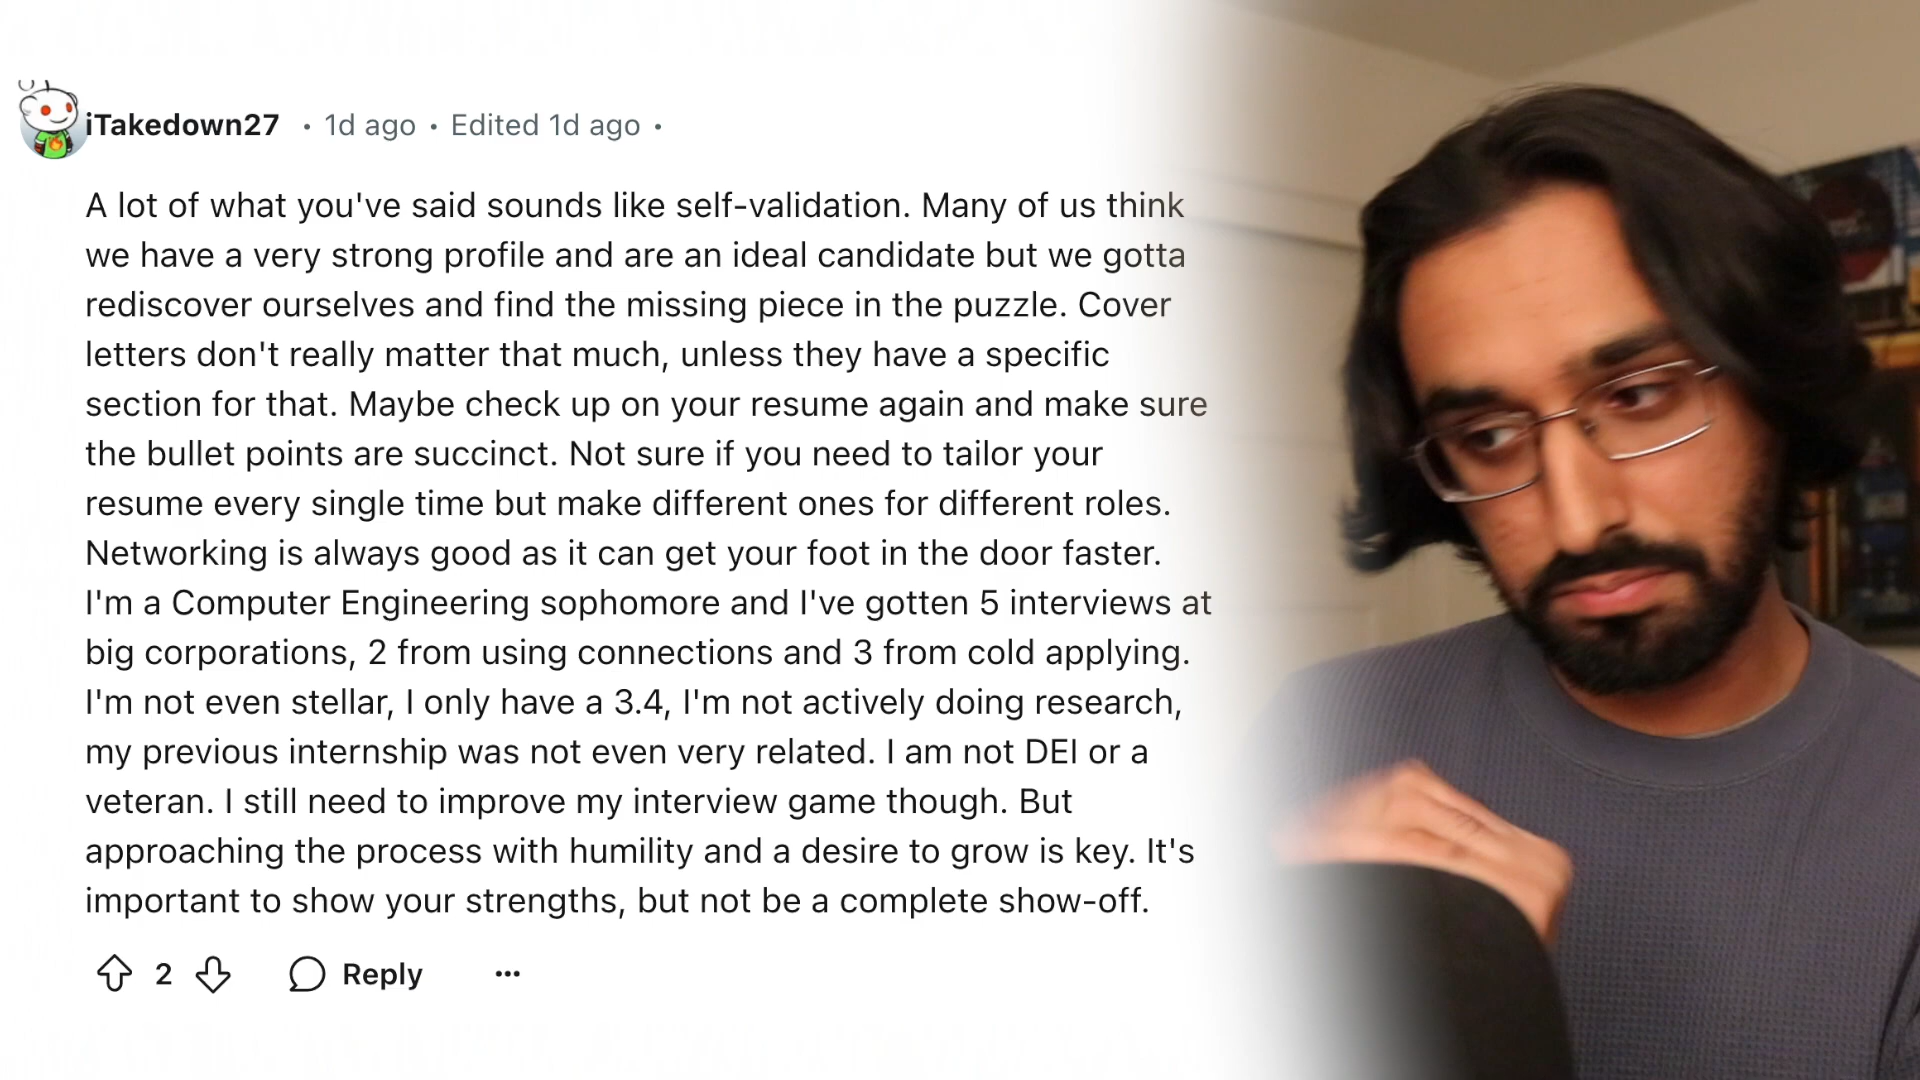 iTakedown27 • 1d ago • Edited 1d ago •
A lot of what you've said sounds like self-validation. Many of us think
we have a very strong profile and are an ideal candidate but we gotta
rediscover ourselves and find the missing piece in the puzzle. Cover
letters don't really matter that much, unless they have a specific
section for that. Maybe check up on your resume again and make sure
the bullet points are succinct. Not sure if you need to tailor your
resume every single time but make different ones for different roles.
Networking is always good as it can get your foot in the door faster.
I'm a Computer Engineering sophomore and I've gotten 5 interviews at
big corporations, 2 from using connections and 3 from cold applying.
I'm not even stellar, I only have a 3.4, I'm not actively doing research,
my previous internship was not even very related. I am not DEI or a
veteran. I still need to improve my interview game though. But
approaching the process with humility and a desire to grow is key. It's
important to show your strengths, but not be a complete show-off.
2 Reply ...